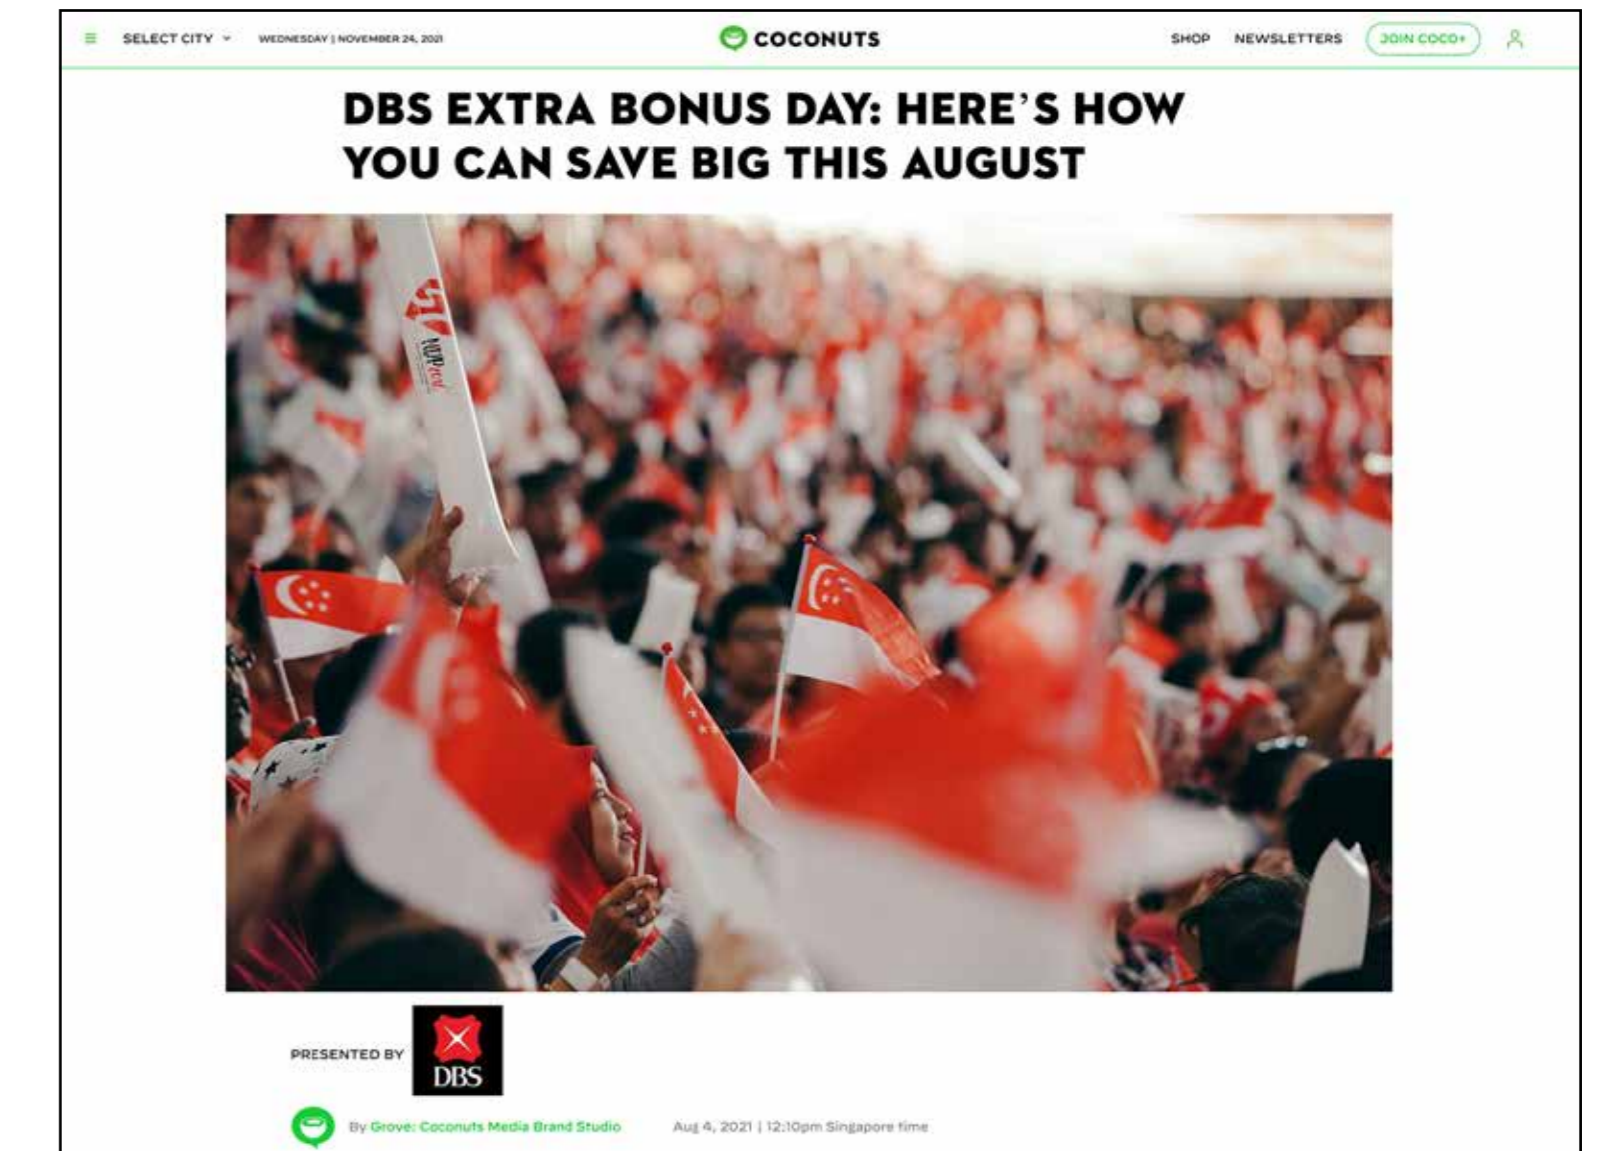 SELECT CITY
WEDNESDAY | NOVEMBER 24, 2021
COCONUTS
SHOP
NEWSLETTERS
JOIN COCO+
DBS EXTRA BONUS DAY: HERE’S HOW
YOU CAN SAVE BIG THIS AUGUST
PRESENTED BY
DBS
By Grove: Coconuts Media Brand Studio
Aug 4, 2021 | 12:10pm Singapore time